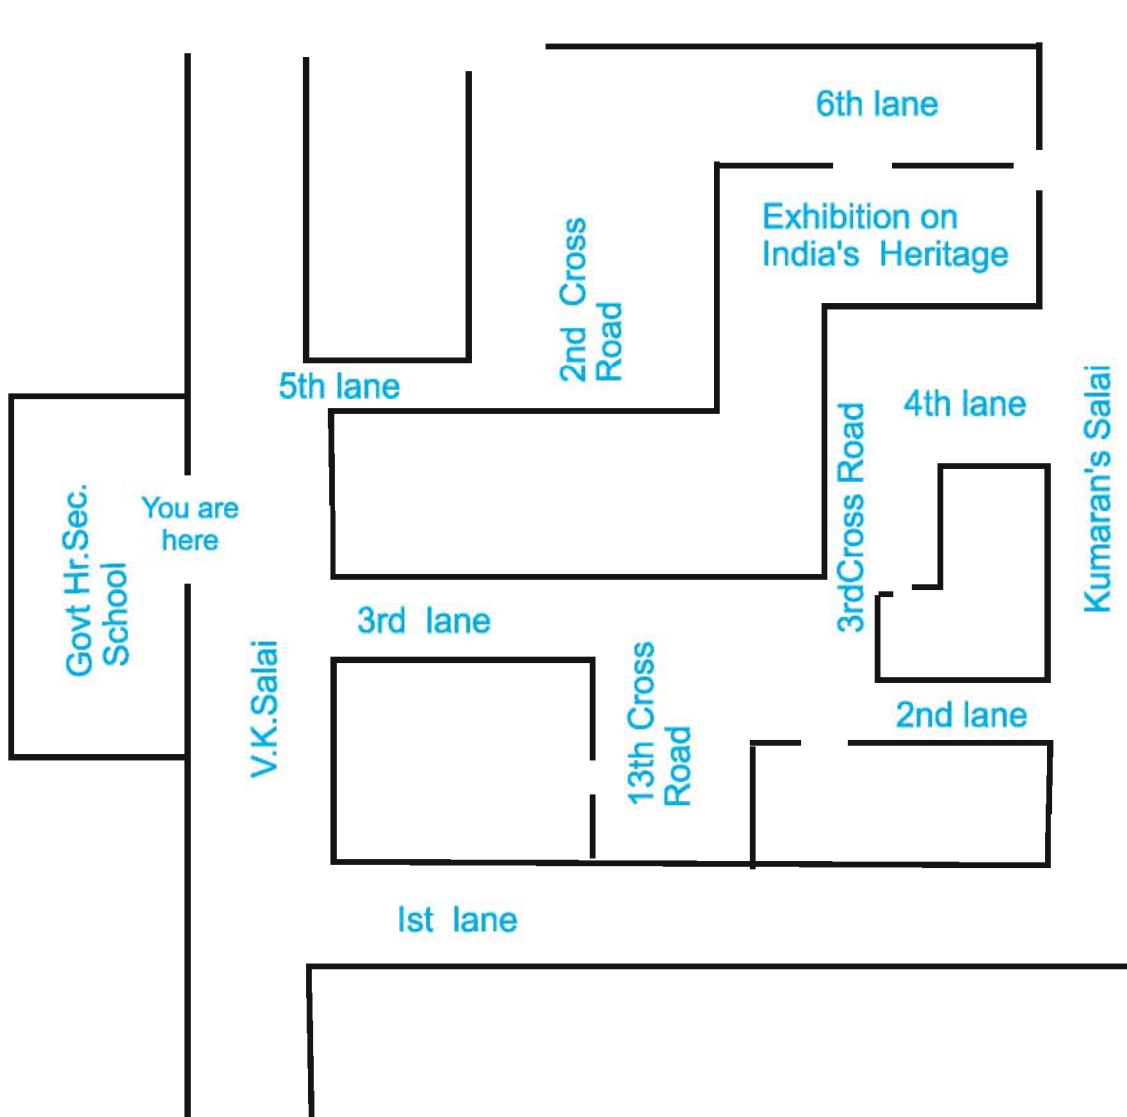 6th lane
Exhibition on
India's Heritage
2nd Cross
Road
5th lane
4th lane
Kumaran's Salai
3rdCross Road
You are
here
Govt Hr.Sec.
School
3rd lane
V.K.Salai
13th Cross
Road
2nd lane
Ist lane